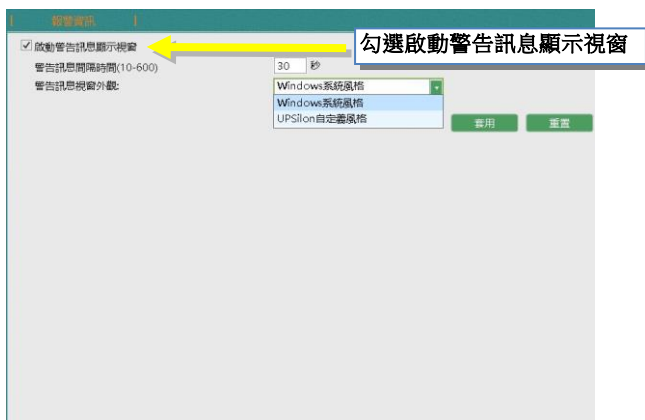 報警資訊
啟動警告訊息顯示視窗
勾選啟動警告訊息顯示視窗
警告訊息間隔時間(10-600)
30 秒
警告訊息視窗外觀:
Windows系統風格
Windows系統風格
UPSilon自定義風格
套用
重置